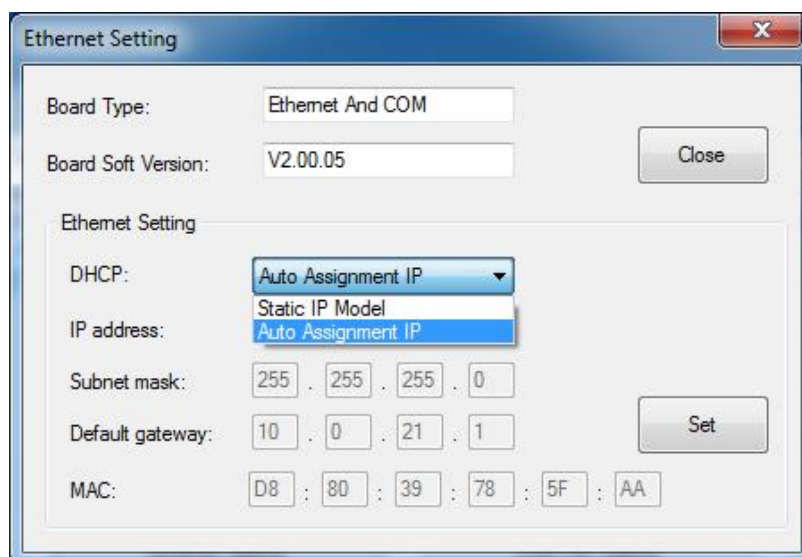 Ethernet Setting
Board Type: Ethernet And COM
Board Soft Version: V2.00.05
Close
Ethernet Setting
DHCP: Auto Assignment IP
Static IP Model
IP address: Auto Assignment IP
Subnet mask: 255 . 255 . 255 . 0
Default gateway: 10 . 0 . 21 . 1
Set
MAC: D8 : 80 : 39 : 78 : 5F : AA